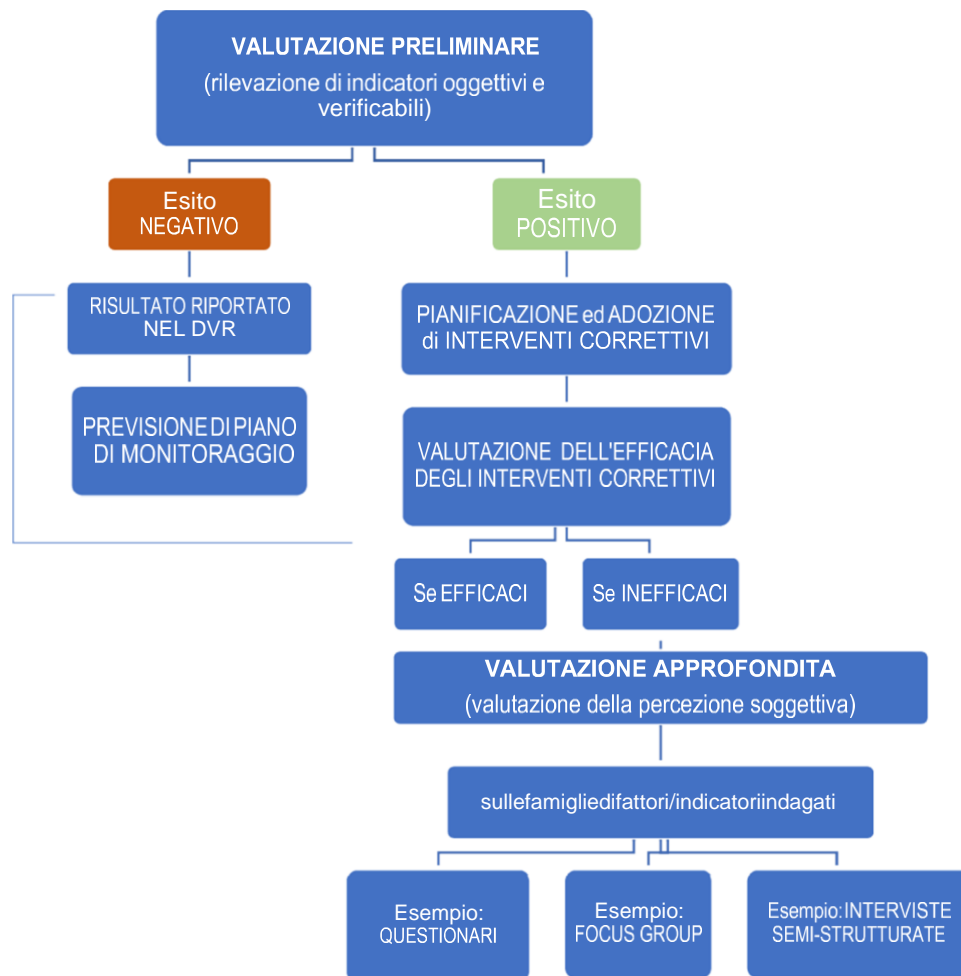 VALUTAZIONE PRELIMINARE
(rilevazione di indicatori oggettivi e
verificabili)
Esito
NEGATIVO
Esito
POSITIVO
RISULTATO RIPORTATO
NEL DVR
PIANIFICAZIONE ed ADOZIONE
di INTERVENTI CORRETTIVI
PREVISIONE DI PIANO
DI MONITORAGGIO
VALUTAZIONE DELL'EFFICACIA
DEGLI INTERVENTI CORRETTIVI
Se EFFICACI
Se INEFFICACI
VALUTAZIONE APPROFONDITA
(valutazione della percezione soggettiva)
sullefamigliedifattori/indicatoriindagati
Esempio:
QUESTIONARI
Esempio:
FOCUS GROUP
Esempio: INTERVISTE
SEMI-STRUTTURATE